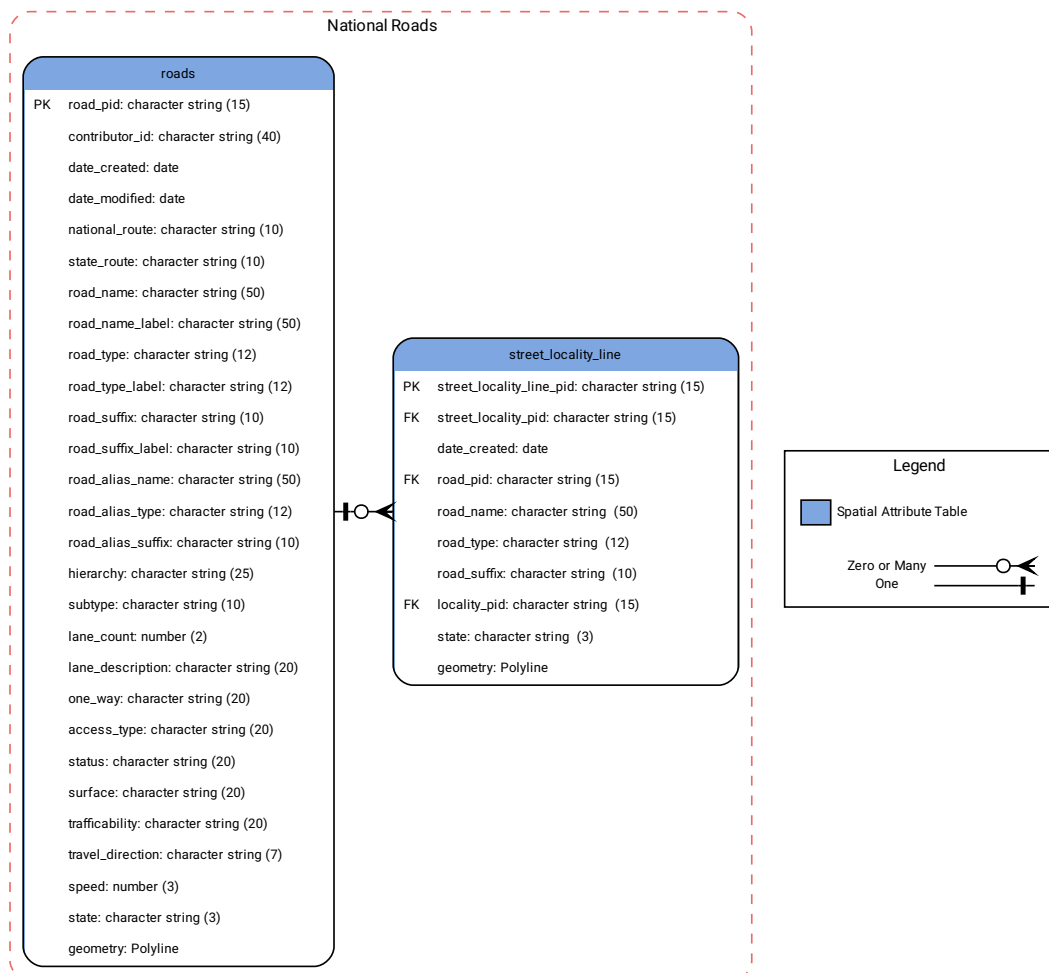 National Roads
roads
PK road_pid: character string (15)
contributor_id: character string (40)
date_created: date
date_modified: date
national_route: character string (10)
state_route: character string (10)
road_name: character string (50)
road_name_label: character string (50)
road_type: character string (12)
road_type_label: character string (12)
road_suffix: character string (10)
road_suffix_label: character string (10)
road_alias_name: character string (50)
road_alias_type: character string (12)
road_alias_suffix: character string (10)
hierarchy: character string (25)
subtype: character string (10)
lane_count: number (2)
lane_description: character string (20)
one_way: character string (20)
access_type: character string (20)
status: character string (20)
surface: character string (20)
trafficability: character string (20)
travel_direction: character string (7)
speed: number (3)
state: character string (3)
geometry: Polyline
street_locality_line
PK street_locality_line_pid: character string (15)
FK street_locality_pid: character string (15)
date_created: date
FK road_pid: character string (15)
road_name: character string (50)
road_type: character string (12)
road_suffix: character string (10)
FK locality_pid: character string (15)
state: character string (3)
geometry: Polyline
Legend
Spatial Attribute Table
Zero or Many
One